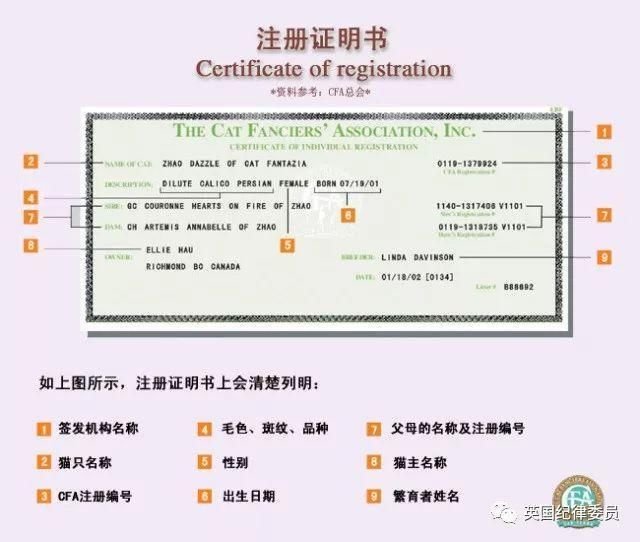 注册证明书
Certificate of registration
*资料参考：CFA总会*
THE CAT FANCIERS' ASSOCIATION, INC.
CERTIFICATE OF INDIVIDUAL REGISTRATION
1
2 NAME OF CAT: ZHAO DAZZLE OF CAT FANTAZIA 0119-1379924 3
CFA Registration #
DESCRIPTION: DILUTE CALICO PERSIAN FEMALE BORN 07/19/01
4
SIRE: GC COURONNE HEARTS ON FIRE OF ZHAO 1140-1317406 V1101
Sire's Registration #
7 6 7
DAM: CH ARTEMIS ANNABELLE OF ZHAO 0119-1318735 V1101
Dam's Registration #
8 ELLIE HAU 5
OWNER: BREEDER: LINDA DAVINSON 9
RICHMOND BC CANADA
DATE: 01/18/02 [0134]
Litter # B88692
如上图所示，注册证明书上会清楚列明：
1 签发机构名称 4 毛色、斑纹、品种 7 父母的名称及注册编号
2 猫只名称 5 性别 8 猫主名称
3 CFA注册编号 6 出生日期 9 繁育者姓名
英国纪律委员